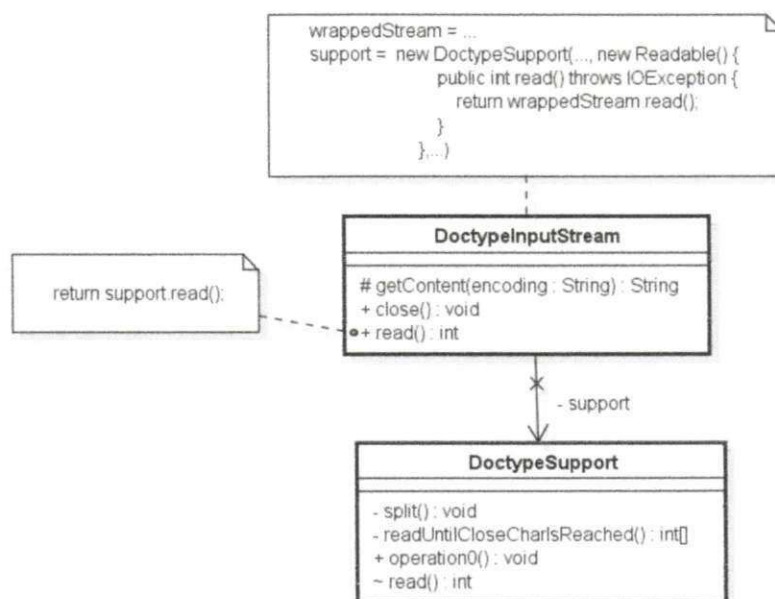 wrappedStream = ...
support = new DoctypeSupport(..., new Readable() {
public int read() throws IOException {
return wrappedStream.read();
}
},...)
DoctypeInputStream
# getContent(encoding : String) : String
+ close() : void
+ read() : int
return support.read();
- support
DoctypeSupport
- split() : void
- readUntilCloseCharIsReached() : int[]
+ operation0() : void
~ read() : int